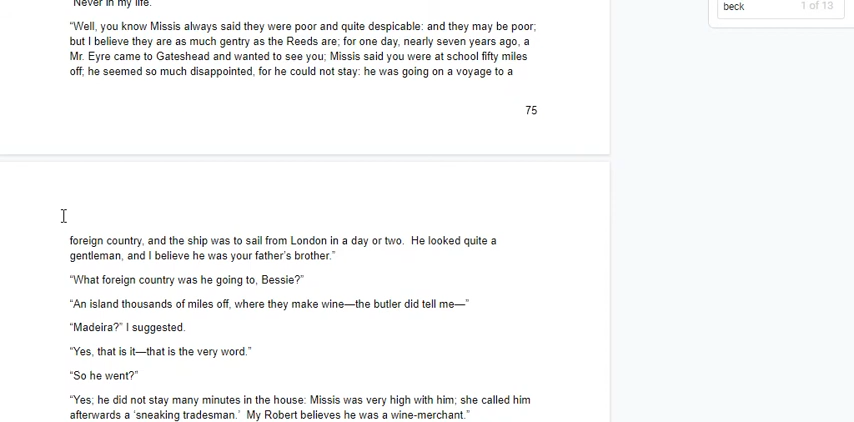 “Never in my life.”
beck
1 of 13
“Well, you know Missis always said they were poor and quite despicable: and they may be poor;
but I believe they are as much gentry as the Reeds are; for one day, nearly seven years ago, a
Mr. Eyre came to Gateshead and wanted to see you; Missis said you were at school fifty miles
off; he seemed so much disappointed, for he could not stay: he was going on a voyage to a
75
foreign country, and the ship was to sail from London in a day or two.  He looked quite a
gentleman, and I believe he was your father’s brother.”
“What foreign country was he going to, Bessie?”
“An island thousands of miles off, where they make wine—the butler did tell me—”
“Madeira?” I suggested.
“Yes, that is it—that is the very word.”
“So he went?”
“Yes; he did not stay many minutes in the house: Missis was very high with him; she called him
afterwards a ‘sneaking tradesman.’  My Robert believes he was a wine-merchant.”